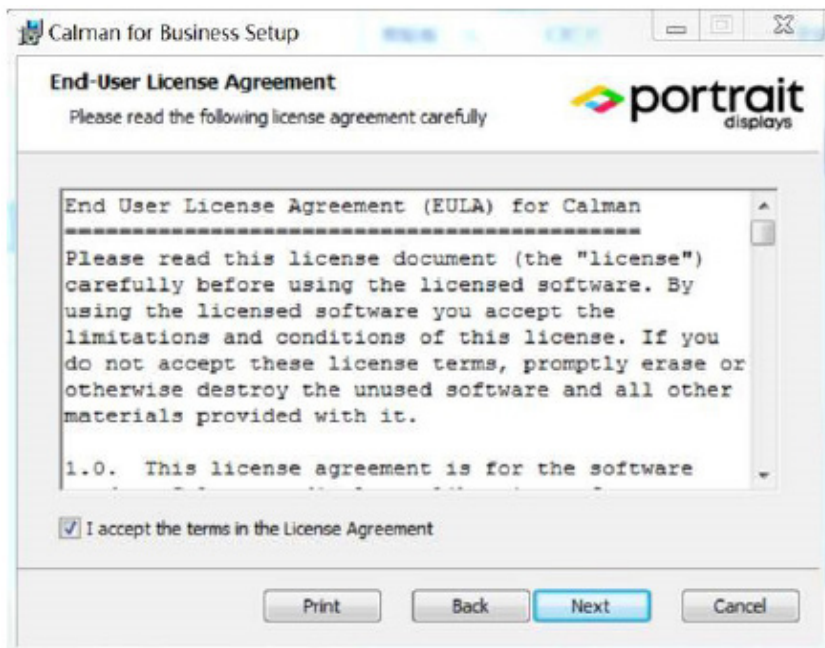 Calman for Business Setup
End-User License Agreement
Please read the following license agreement carefully
portrait
displays
End User License Agreement (EULA) for Calman
================================================
Please read this license document (the "license")
carefully before using the licensed software. By
using the licensed software you accept the
limitations and conditions of this license. If you
do not accept these license terms, promptly erase or
otherwise destroy the unused software and all other
materials provided with it.
1.0. This license agreement is for the software
I accept the terms in the License Agreement
Print Back Next Cancel